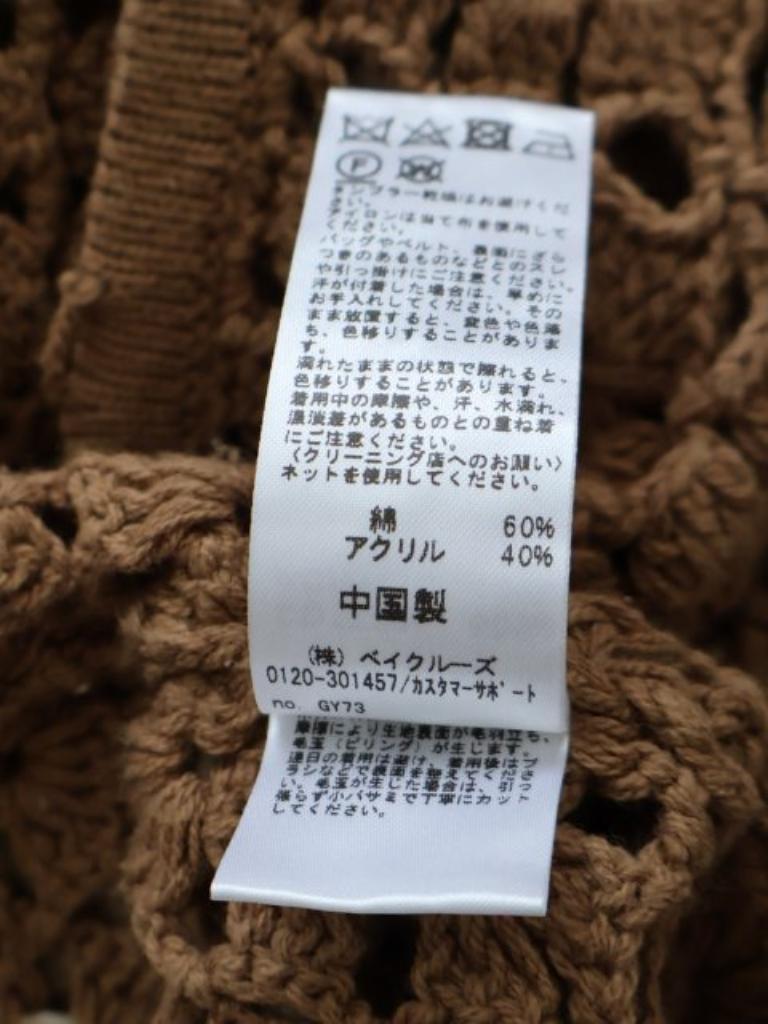 F
W
タンブラー乾燥はお避けくだ
さい。
アイロンは当て布を使用して
ください。
バッグやベルト、表面にざら
つきのあるものなどとのスレ
や引っ掛けにご注意ください。
汗が付着した場合は、早めに
お手入れしてください。その
まま放置すると、変色や色落
ち、色移りすることがありま
す。
濡れたままの状態で擦れると、
色移りすることがあります。
着用中の摩擦や、汗、水濡れ、
濃淡差があるものとの重ね着
にご注意ください。
〈クリーニング店へのお願い〉
ネットを使用してください。
綿 60%
アクリル 40%
中国製
(株) ベイクルーズ
0120-301457/カスタマーサポート
no. GY73
摩擦により生地表面が毛羽立ち、
毛玉(ピリング)が生じます。
連日の着用は避け、着用後はブ
ラシなどで表面を整えてくださ
い。毛玉が生じた場合は、引っ
張らず小バサミで丁寧にカット
してください。